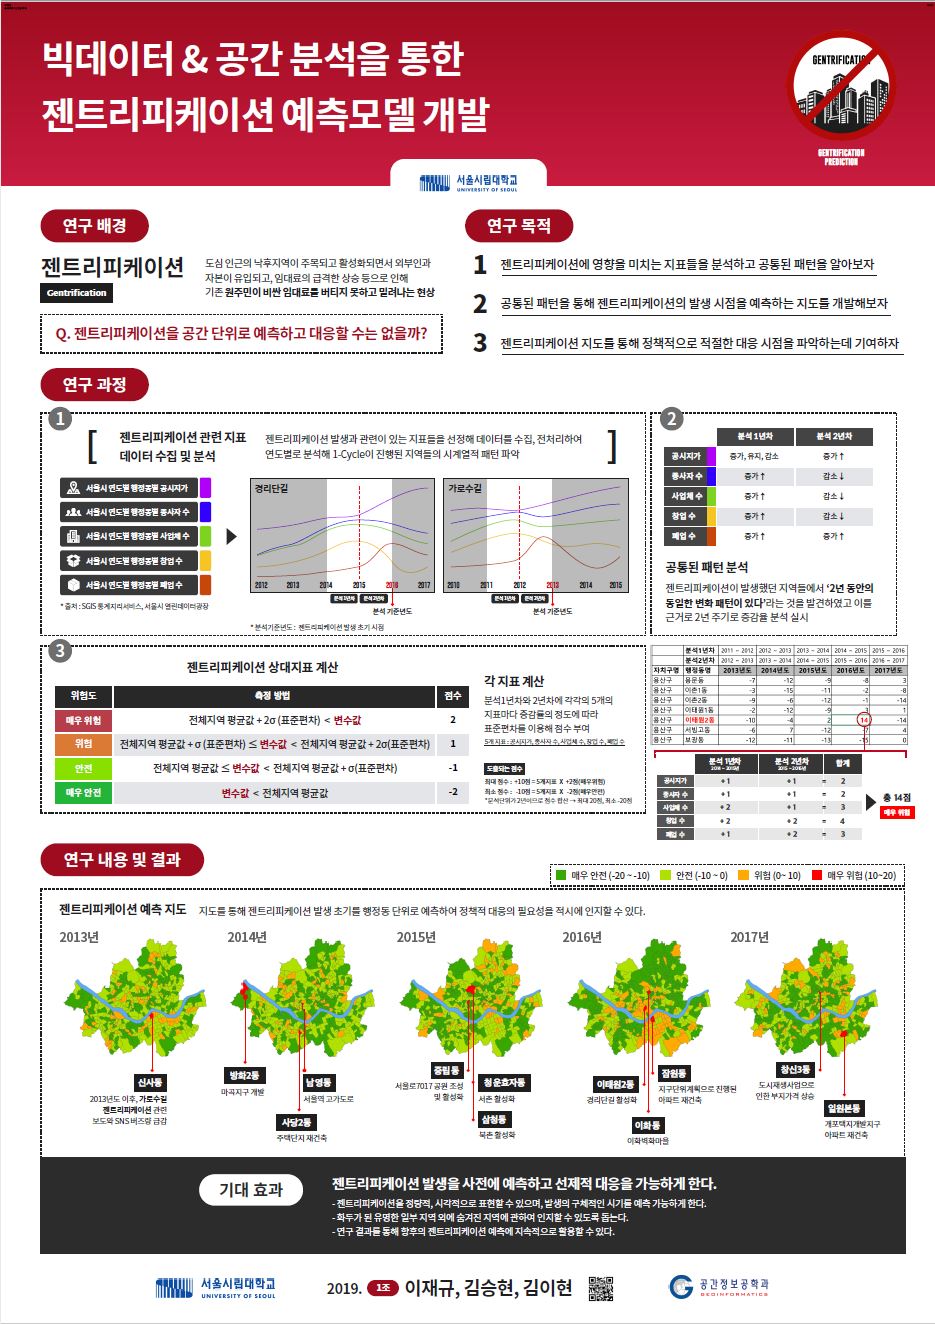 빅데이터 & 공간 분석을 통한
젠트리피케이션 예측모델 개발
GENTRIFICATION
GENTRIFICATION
PREDICTION
서울시립대학교
UNIVERSITY OF SEOUL
연구 배경
젠트리피케이션
Gentrification
도심 인근의 낙후지역이 주목되고 활성화되면서 외부인과
자본이 유입되고, 임대료의 급격한 상승 등으로 인해
기존 원주민이 비싼 임대료를 버티지 못하고 밀려나는 현상
Q. 젠트리피케이션을 공간 단위로 예측하고 대응할 수는 없을까?
연구 목적
1 젠트리피케이션에 영향을 미치는 지표들을 분석하고 공통된 패턴을 알아보자
2 공통된 패턴을 통해 젠트리피케이션의 발생 시점을 예측하는 지도를 개발해보자
3 젠트리피케이션 지도를 통해 정책적으로 적절한 대응 시점을 파악하는데 기여하자
연구 과정
1
[ 젠트리피케이션 관련 지표
데이터 수집 및 분석
젠트리피케이션 발생과 관련이 있는 지표들을 선정해 데이터를 수집, 전처리하여
연도별로 분석해 1-Cycle이 진행된 지역들의 시계열적 패턴 파악 ]
서울시 연도별 행정동별 공시지가
서울시 연도별 행정동별 종사자 수
서울시 연도별 행정동별 사업체 수
서울시 연도별 행정동별 창업 수
서울시 연도별 행정동별 폐업 수
* 출처 : SGIS 통계지리서비스, 서울시 열린데이터광장
경리단길
2012 2013 2014 2015 2016 2017
분석 1년차 분석 2년차
분석 기준년도
가로수길
2010 2011 2012 2013 2014 2015
분석 1년차 분석 2년차
분석 기준년도
* 분석기준년도 : 젠트리피케이션 발생 초기 시점
2
분석 1년차 분석 2년차
공시지가 증가, 유지, 감소 증가 ↑
종사자 수 증가 ↑ 감소 ↓
사업체 수 증가 ↑ 감소 ↓
창업 수 증가 ↑ 감소 ↓
폐업 수 증가 ↑ 증가 ↑
공통된 패턴 분석
젠트리피케이션이 발생했던 지역들에서 ‘2년 동안의
동일한 변화 패턴이 있다’라는 것을 발견하였고 이를
근거로 2년 주기로 증감율 분석 실시
3
젠트리피케이션 상대지표 계산
위험도 측정 방법 점수
매우 위험 전체지역 평균값 + 2σ (표준편차) < 변수값 2
위험 전체지역 평균값 + σ (표준편차) ≤ 변수값 < 전체지역 평균값 + 2σ(표준편차) 1
안전 전체지역 평균값 ≤ 변수값 < 전체지역 평균값 + σ(표준편차) -1
매우 안전 변수값 < 전체지역 평균값 -2
각 지표 계산
분석1년차와 2년차에 각각의 5개의
지표마다 증감률의 정도에 따라
표준편차를 이용해 점수 부여
5개 지표 : 공시지가, 종사자 수, 사업체 수, 창업 수, 폐업 수
도출되는 점수
최대 점수 : +10점 = 5개지표 X +2점(매우위험)
최소 점수 : -10점 = 5개지표 X -2점(매우안전)
*분석단위가 2년이므로 점수 합산 → 최대 20점, 최소 -20점
분석1년차 2011 ~ 2012 2012 ~ 2013 2013 ~ 2014 2014 ~ 2015 2015 ~ 2016
분석2년차 2012 ~ 2013 2013 ~ 2014 2014 ~ 2015 2015 ~ 2016 2016 ~ 2017
자치구명 행정동명 2013년도 2014년도 2015년도 2016년도 2017년도
용산구 용문동 -7 -12 -9 -8 3
용산구 이촌1동 -3 -15 -11 -2 -8
용산구 이촌2동 -9 -6 -12 -1 -14
용산구 이태원1동 -2 -12 -9 3 1
용산구 이태원2동 -10 -4 2 14 -14
용산구 서빙고동 -6 7 -12 -7 4
용산구 보광동 -12 -11 -13 -15 0
분석 1년차 분석 2년차 합계
2014 ~ 2015년 2015 ~ 2016년
공시지가 + 1 + 1 = 2
종사자 수 + 1 + 1 = 2
사업체 수 + 2 + 1 = 3
창업 수 + 2 + 2 = 4
폐업 수 + 1 + 2 = 3
총 14점
매우 위험
연구 내용 및 결과
매우 안전 (-20 ~ -10) 안전 (-10 ~ 0) 위험 (0~ 10) 매우 위험 (10~20)
젠트리피케이션 예측 지도 지도를 통해 젠트리피케이션 발생 초기를 행정동 단위로 예측하여 정책적 대응의 필요성을 적시에 인지할 수 있다.
2013년 2014년 2015년 2016년 2017년
신사동
2013년도 이후, 가로수길
젠트리피케이션 관련
보도와 SNS 버즈량 급감
방화2동
마곡지구 개발
남영동
서울역 고가도로
사당2동
주택단지 재건축
중림동
서울로7017 공원 조성
및 활성화
청운효자동
서촌 활성화
삼청동
북촌 활성화
이태원2동
경리단길 활성화
잠원동
지구단위계획으로 진행된
아파트 재건축
이화동
이화벽화마을
창신3동
도시재생사업으로
인한 부지가격 상승
일원본동
개포택지개발지구
아파트 재건축
기대 효과
젠트리피케이션 발생을 사전에 예측하고 선제적 대응을 가능하게 한다.
- 젠트리피케이션을 정량적, 시각적으로 표현할 수 있으며, 발생의 구체적인 시기를 예측 가능하게 한다.
- 화두가 된 유명한 일부 지역 외에 숨겨진 지역에 관하여 인지할 수 있도록 돕는다.
- 연구 결과를 통해 향후의 젠트리피케이션 예측에 지속적으로 활용할 수 있다.
서울시립대학교
UNIVERSITY OF SEOUL
2019. 1조 이재규, 김승현, 김이현
공간정보공학과
GEOINFORMATICS